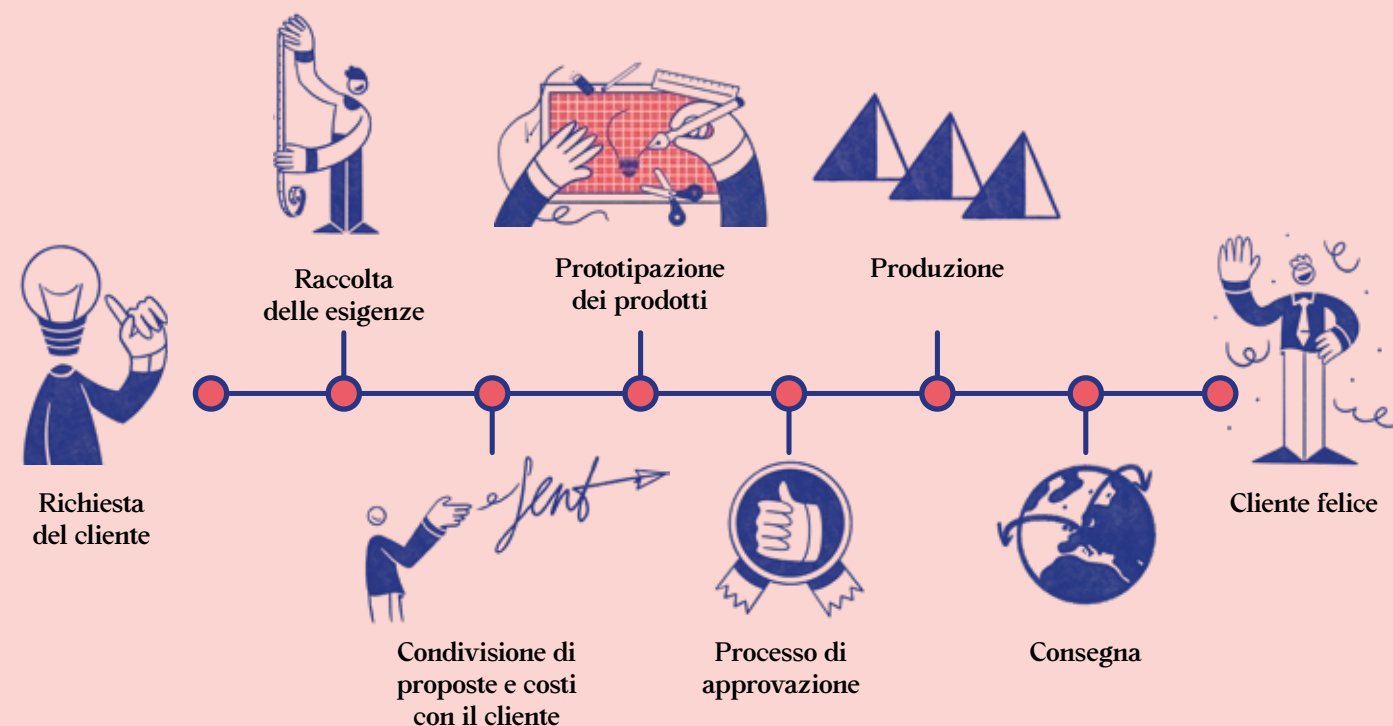 Richiesta
del cliente
Raccolta
delle esigenze
sent
Condivisione di
proposte e costi
con il cliente
Prototipazione
dei prodotti
Processo di
approvazione
Produzione
Consegna
Cliente felice